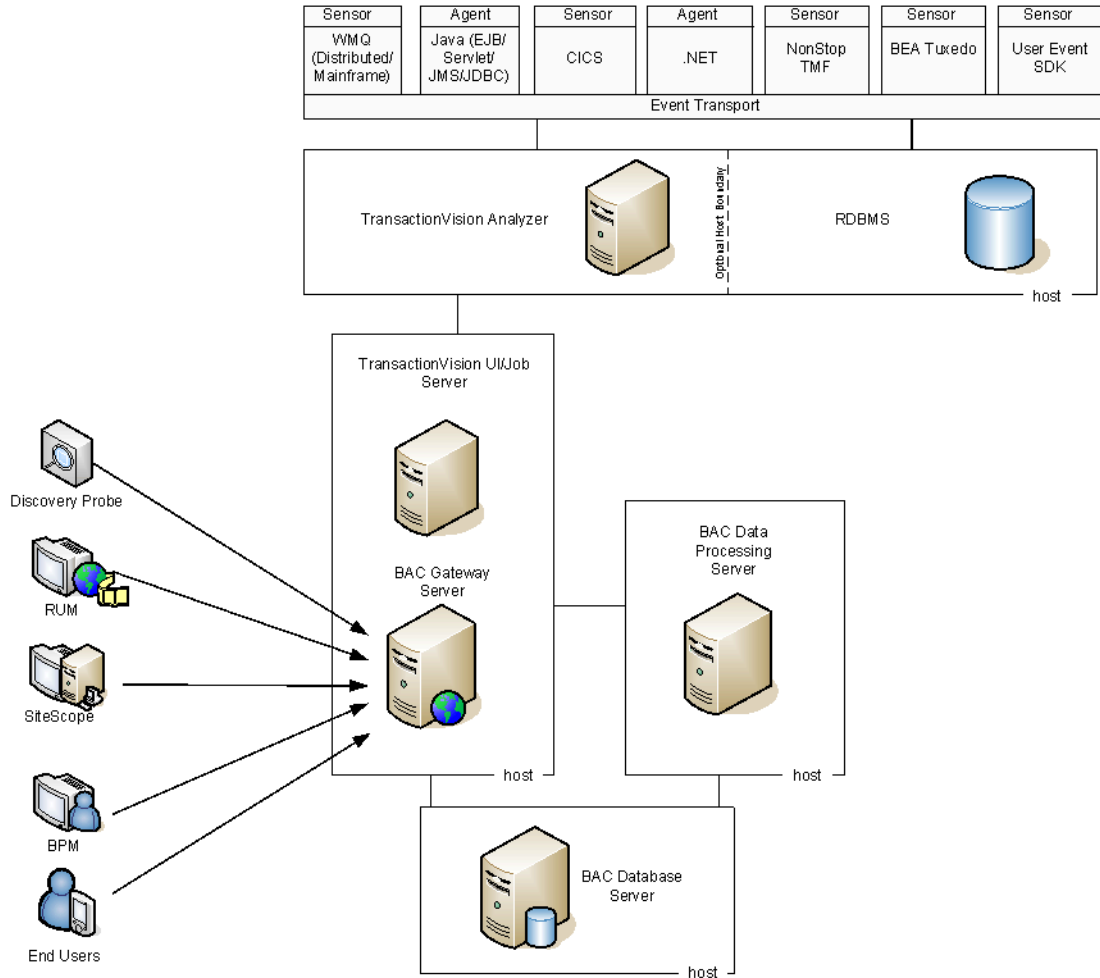 Sensor
Agent
Sensor
Agent
Sensor
Sensor
Sensor
WMQ
(Distributed/
Mainframe)
Java (EJB/
Servlet/
JMS/JDBC)
CICS
.NET
NonStop
TMF
BEA Tuxedo
User Event
SDK
Event Transport
TransactionVision Analyzer
Optional Host Boundary
RDBMS
host
TransactionVision UI/Job
Server
Discovery Probe
BAC Data
Processing
Server
BAC Gateway
Server
RUM
SiteScope
host
host
BPM
BAC Database
Server
End Users
host